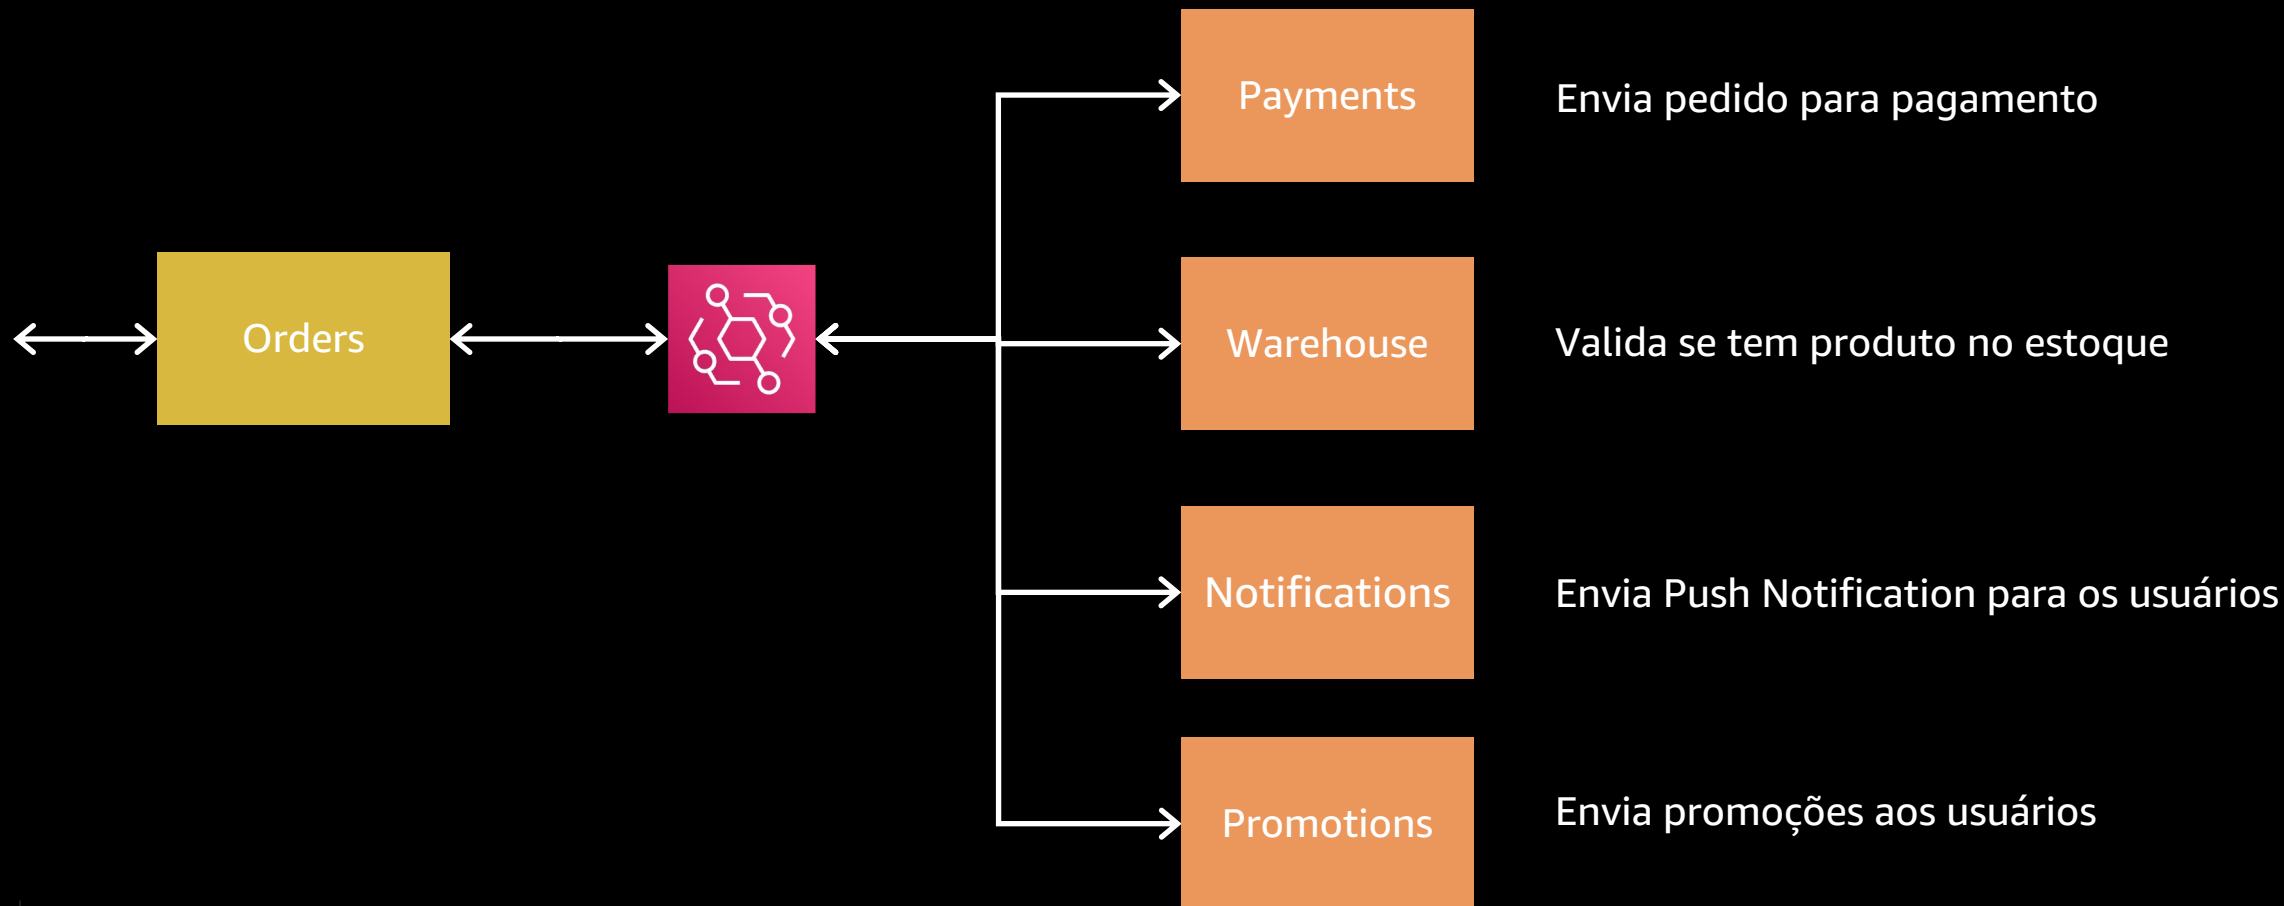 Payments
Envia pedido para pagamento
Orders
Warehouse
Valida se tem produto no estoque
Notifications
Envia Push Notification para os usuários
Promotions
Envia promoções aos usuários